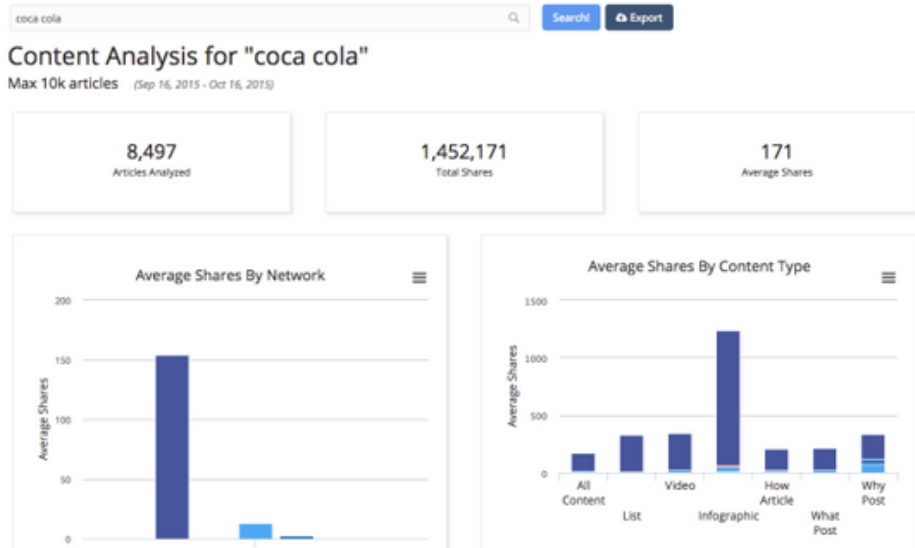 coca cola
Search!
Export
Content Analysis for "coca cola"
Max 10k articles (Sep 16, 2015 - Oct 16, 2015)
8,497
Articles Analyzed
1,452,171
Total Shares
171
Average Shares
Average Shares By Network
200
150
100
50
0
Average Shares
Average Shares By Content Type
1500
1000
500
0
Average Shares
All
Content
List
Video
Infographic
How
Article
What
Post
Why
Post